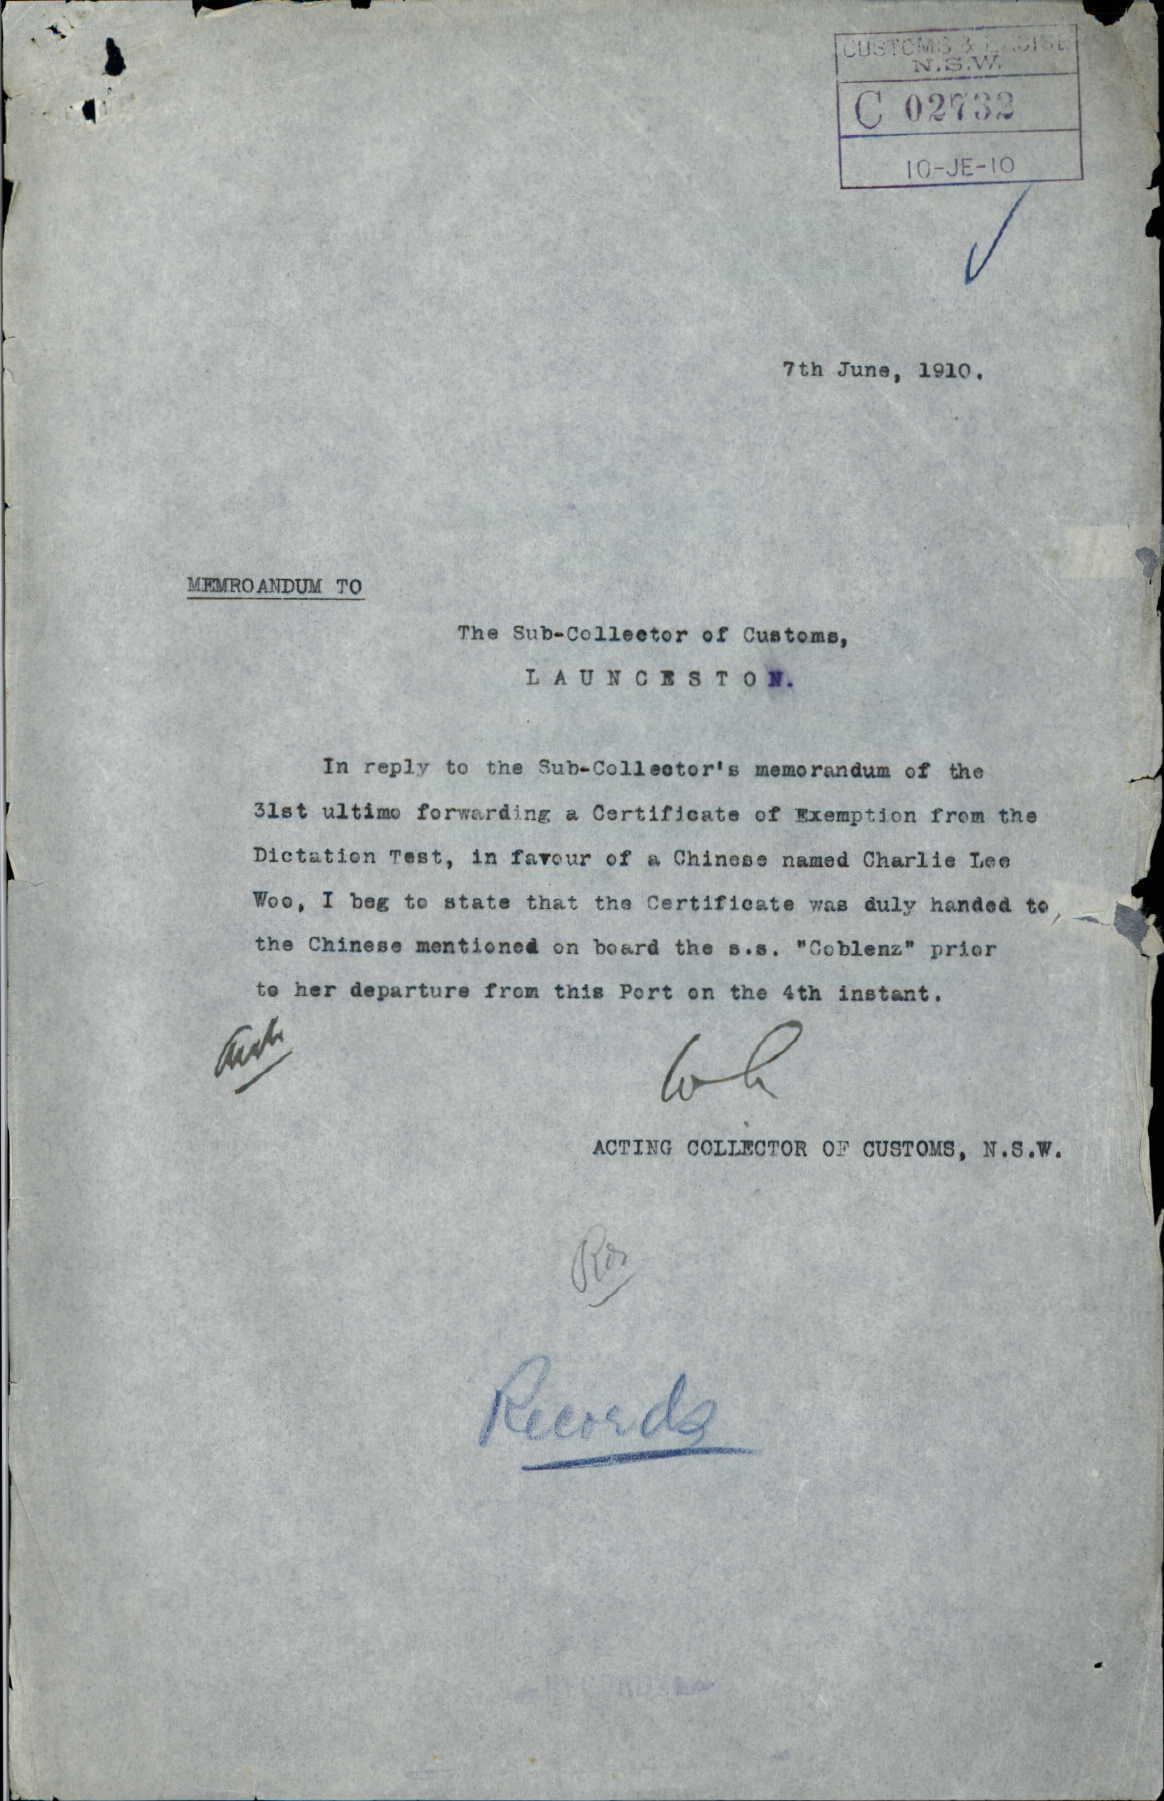 CUSTOMS & EXCISE
N.S.W.
C 02732
10-JE-10
7th June, 1910.
MEMROANDUM TO
The Sub-Collector of Customs,
LAUNCESTON.
In reply to the Sub-Collector's memorandum of the
31st ultimo forwarding a Certificate of Exemption from the
Dictation Test, in favour of a Chinese named Charlie Lee
Woo, I beg to state that the Certificate was duly handed to
the Chinese mentioned on board the s.s. "Coblenz" prior
to her departure from this Port on the 4th instant.
ACTING COLLECTOR OF CUSTOMS, N.S.W.
Records